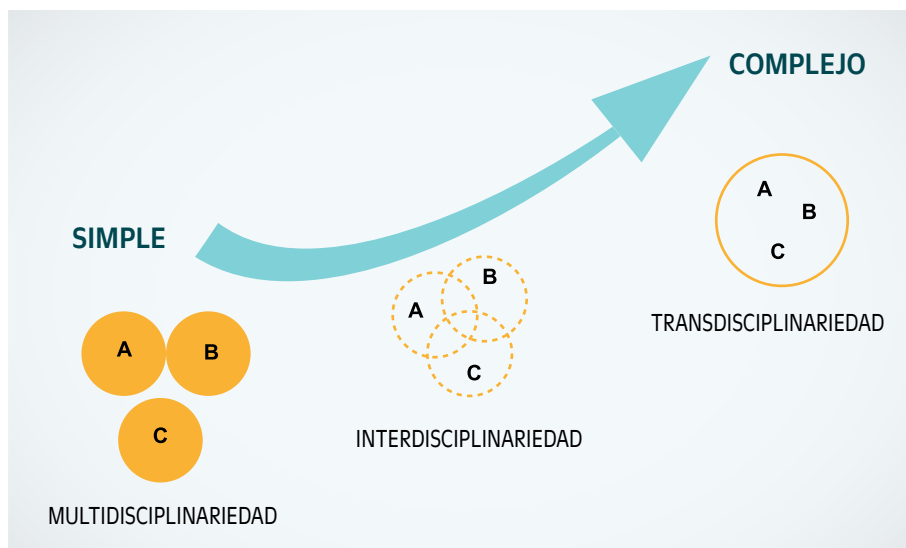 SIMPLE
COMPLEJO
A
B
C
MULTIDISCIPLINARIEDAD
A
B
C
INTERDISCIPLINARIEDAD
A
B
C
TRANSDISCIPLINARIEDAD